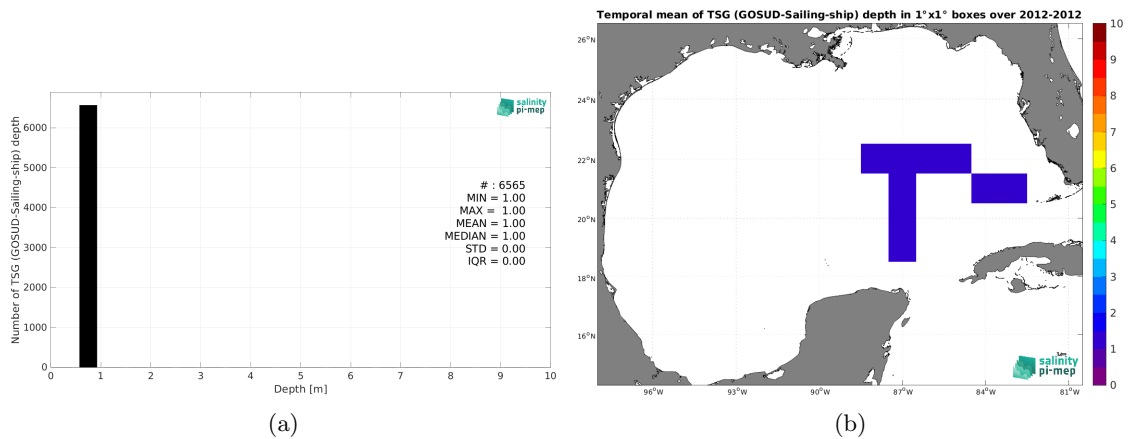 Temporal mean of TSG (GOSUD-Sailing-ship) depth in 1°x1° boxes over 2012-2012
Number of TSG (GOSUD-Sailing-ship) depth
6000
5000
4000
3000
2000
1000
0
0 1 2 3 4 5 6 7 8 9 10
Depth [m]
salinity
pi-mep
# : 6565
MIN = 1.00
MAX = 1.00
MEAN = 1.00
MEDIAN = 1.00
STD = 0.00
IQR = 0.00
(a)
26°N
24°N
22°N
20°N
18°N
16°N
96°W 93°W 90°W 87°W 84°W 81°W
salinity
pi-mep
10
9
8
7
6
5
4
3
2
1
0
(b)